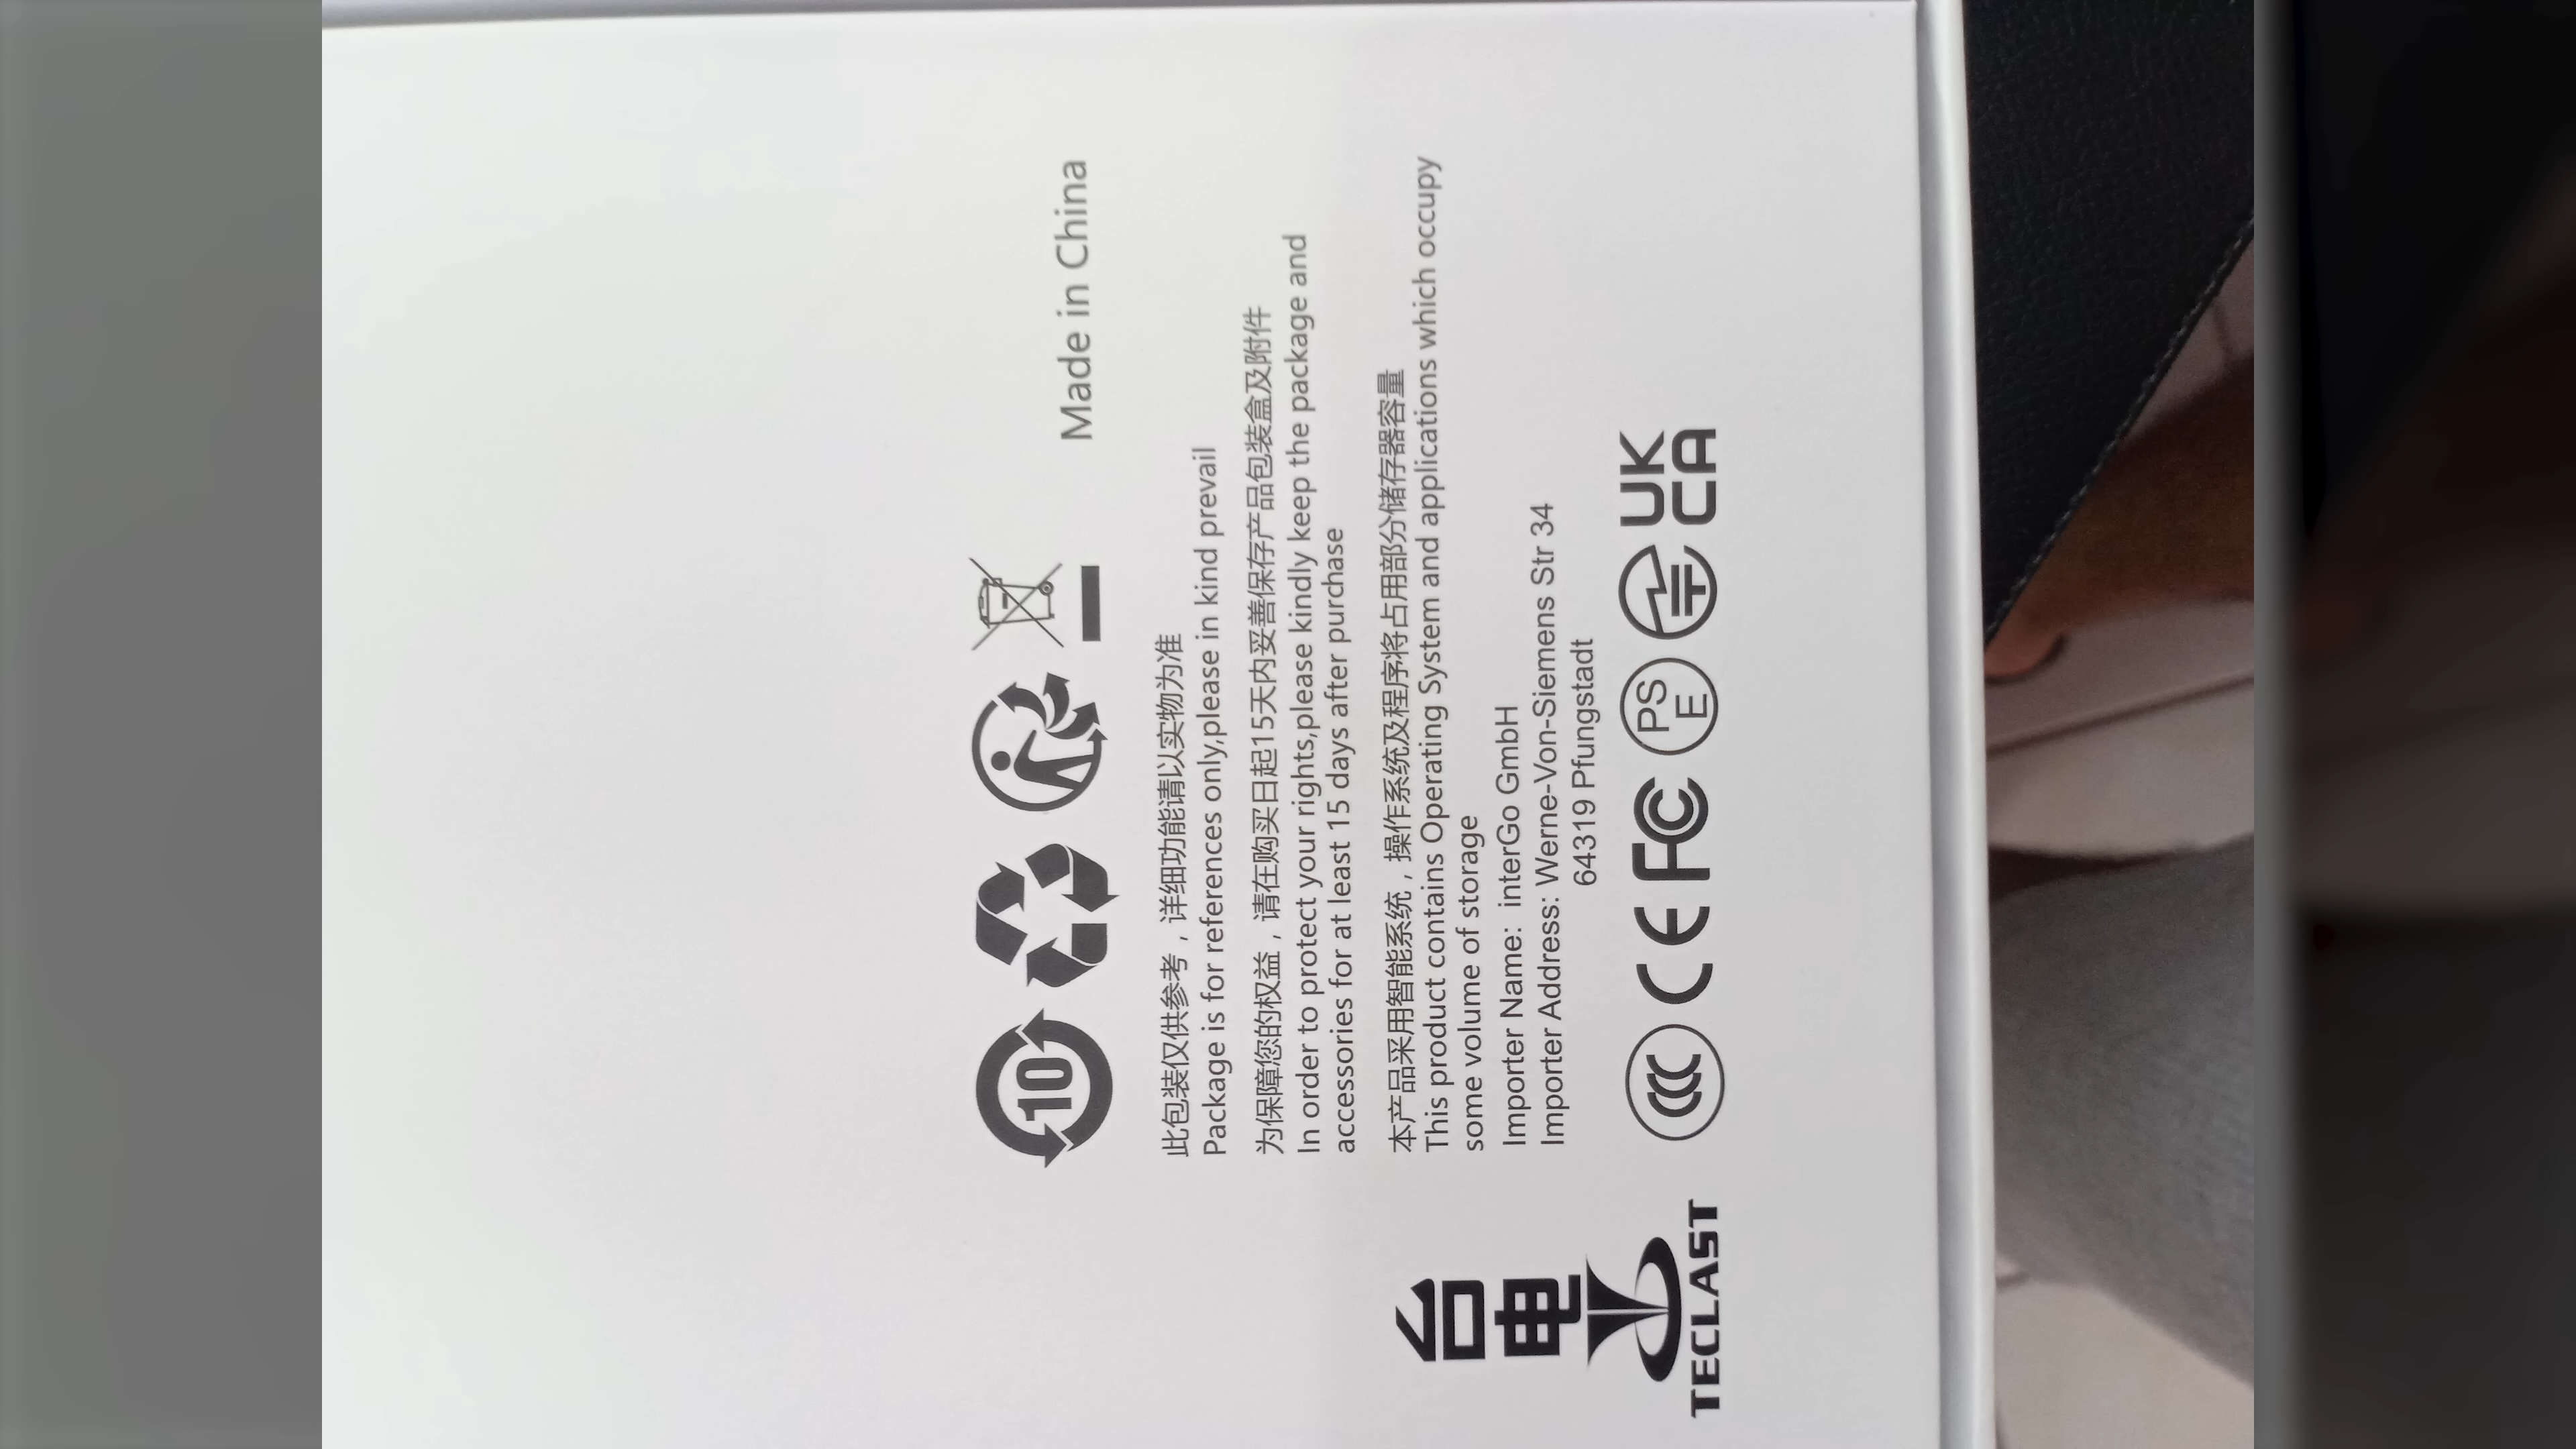 10
Made in China
此包装仅供参考，详细功能请以实物为准
Package is for references only,please in kind prevail
为保障您的权益，请在购买日起15天内妥善保存产品包装盒及附件
In order to protect your rights,please kindly keep the package and
accessories for at least 15 days after purchase
本产品采用智能系统，操作系统及程序将占用部分储存器容量
This product contains Operating System and applications which occupy
some volume of storage
Importer Name: interGo GmbH
Importer Address: Werne-Von-Siemens Str 34
64319 Pfungstadt
台电
TECLAST
CCC CE FC PS E UK CA